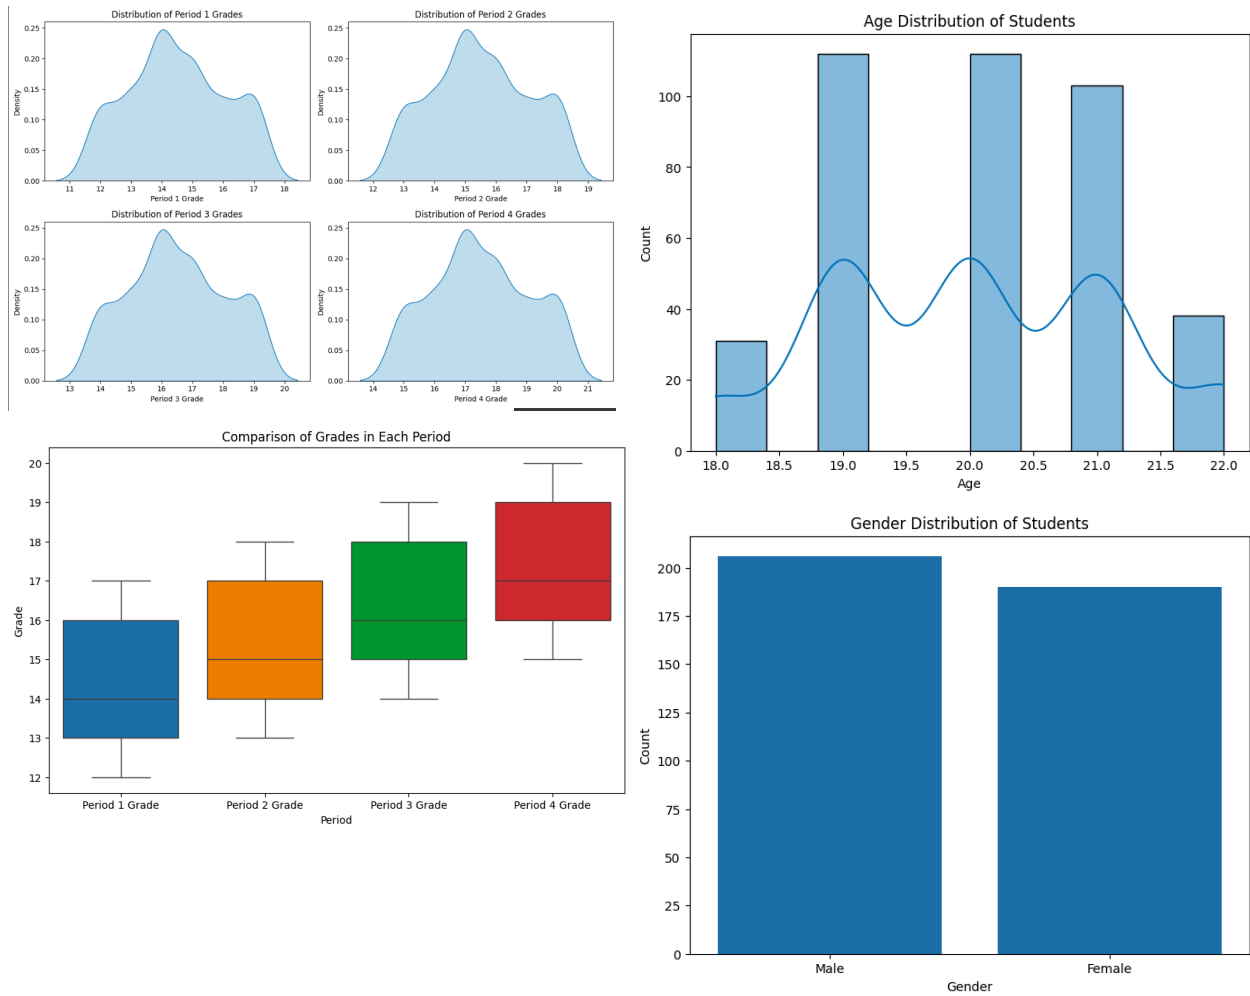 Distribution of Period 1 Grades
0.25
0.20
0.15
0.10
0.05
0.00
Density
11 12 13 14 15 16 17 18
Period 1 Grade
Distribution of Period 2 Grades
0.25
0.20
0.15
0.10
0.05
0.00
Density
12 13 14 15 16 17 18 19
Period 2 Grade
Distribution of Period 3 Grades
0.25
0.20
0.15
0.10
0.05
0.00
Density
13 14 15 16 17 18 19 20
Period 3 Grade
Distribution of Period 4 Grades
0.25
0.20
0.15
0.10
0.05
0.00
Density
14 15 16 17 18 19 20 21
Period 4 Grade
Age Distribution of Students
100
80
60
40
20
0
Count
18.0 18.5 19.0 19.5 20.0 20.5 21.0 21.5 22.0
Age
Comparison of Grades in Each Period
20
19
18
17
16
15
14
13
12
Grade
Period 1 Grade Period 2 Grade Period 3 Grade Period 4 Grade
Period
Gender Distribution of Students
200
175
150
125
100
75
50
25
0
Count
Male Female
Gender